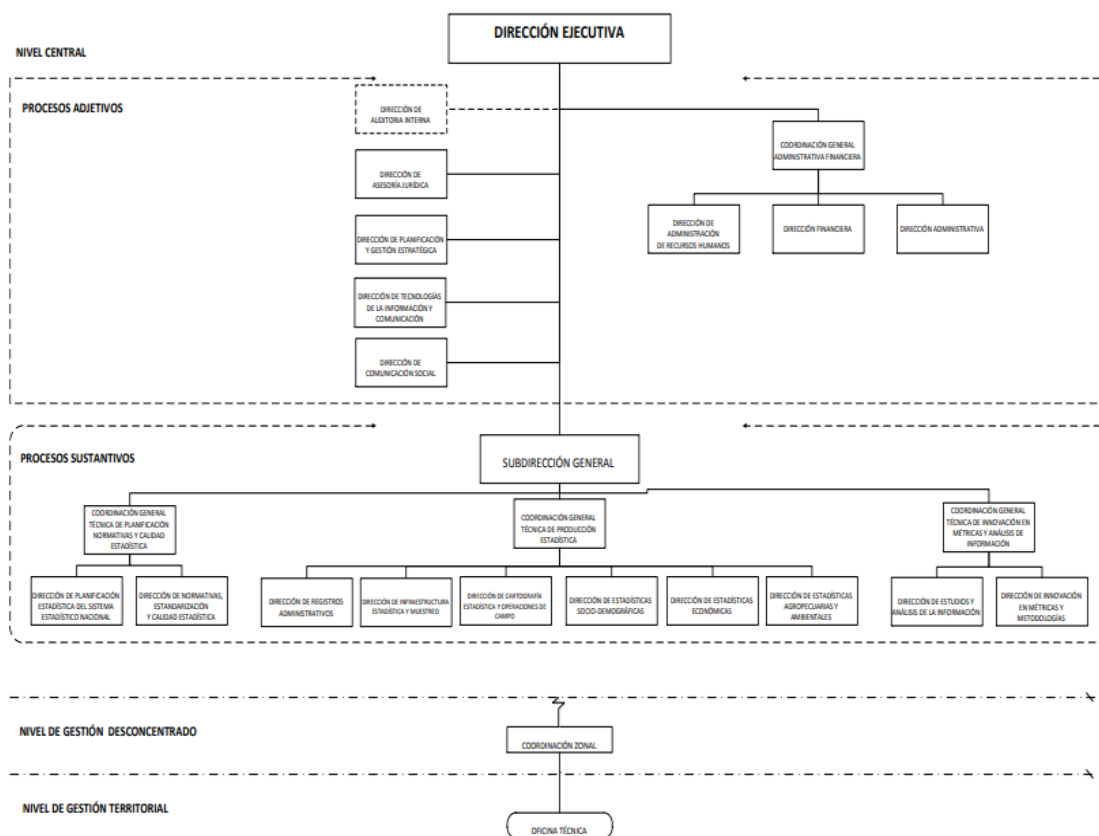 DIRECCIÓN EJECUTIVA
NIVEL CENTRAL
PROCESOS ADJETIVOS
DIRECCIÓN DE
AUDITORIA INTERNA
COORDINACIÓN GENERAL
ADMINISTRATIVA FINANCIERA
DIRECCIÓN DE
ASESORÍA JURÍDICA
DIRECCIÓN DE
ADMINISTRACIÓN
DE RECURSOS HUMANOS
DIRECCIÓN FINANCIERA
DIRECCIÓN ADMINISTRATIVA
DIRECCIÓN DE PLANIFICACIÓN
Y GESTIÓN ESTRATÉGICA
DIRECCIÓN DE TECNOLOGÍAS
DE LA INFORMACIÓN Y
COMUNICACIÓN
DIRECCIÓN DE
COMUNICACIÓN SOCIAL
PROCESOS SUSTANTIVOS
SUBDIRECCIÓN GENERAL
COORDINACIÓN GENERAL
TÉCNICA DE PLANIFICACIÓN
NORMATIVAS Y CALIDAD
ESTADÍSTICA
COORDINACIÓN GENERAL
TÉCNICA DE PRODUCCIÓN
ESTADÍSTICA
COORDINACIÓN GENERAL
TÉCNICA DE INNOVACIÓN EN
MÉTRICAS Y ANÁLISIS DE
INFORMACIÓN
DIRECCIÓN DE PLANIFICACIÓN
ESTADÍSTICA DEL SISTEMA
ESTADÍSTICO NACIONAL
DIRECCIÓN DE NORMATIVAS,
ESTANDARIZACIÓN
Y CALIDAD ESTADÍSTICA
DIRECCIÓN DE REGISTROS
ADMINISTRATIVOS
DIRECCIÓN DE INFRAESTRUCTURA
ESTADÍSTICA Y MUESTREO
DIRECCIÓN DE CARTOGRAFÍA
ESTADÍSTICA Y OPERACIONES DE
CAMPO
DIRECCIÓN DE ESTADÍSTICAS
SOCIO-DEMOGRÁFICAS
DIRECCIÓN DE ESTADÍSTICAS
ECONÓMICAS
DIRECCIÓN DE ESTADÍSTICAS
AGROPECUARIAS Y
AMBIENTALES
DIRECCIÓN DE ESTUDIOS Y
ANÁLISIS DE LA INFORMACIÓN
DIRECCIÓN DE INNOVACIÓN
EN MÉTRICAS Y
METODOLOGÍAS
NIVEL DE GESTIÓN DESCONCENTRADO
COORDINACIÓN ZONAL
NIVEL DE GESTIÓN TERRITORIAL
OFICINA TÉCNICA